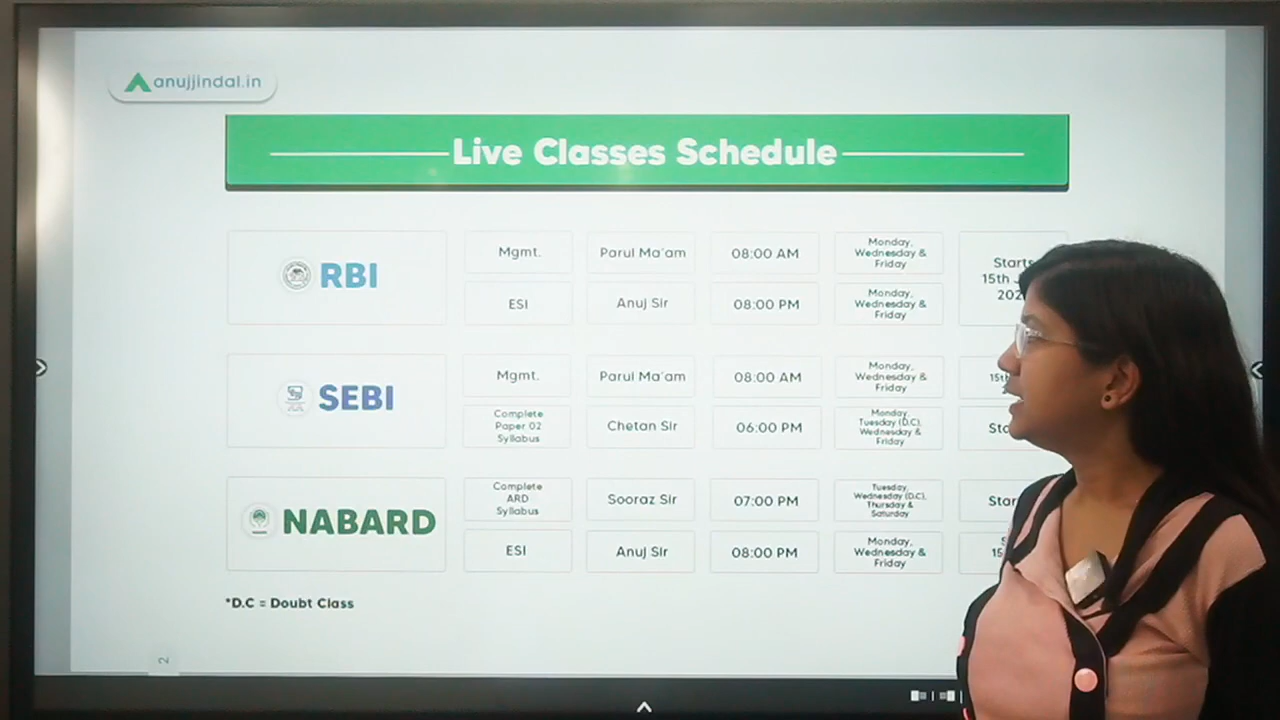 anujjindal.in
Live Classes Schedule
RBI
Mgmt.
Parul Ma'am
08:00 AM
Monday,
Wednesday &
Friday
Starts
15th
ESI
Anuj Sir
08:00 PM
Monday,
Wednesday &
Friday
SEBI
Mgmt.
Parul Ma'am
08:00 AM
Monday,
Wednesday &
Friday
15th
Complete
Paper 02
Syllabus
Chetan Sir
06:00 PM
Monday,
Tuesday (D.C),
Wednesday &
Friday
NABARD
Complete
ARD
Syllabus
Sooraz Sir
07:00 PM
Tuesday,
Wednesday (D.C),
Thursday &
Saturday
ESI
Anuj Sir
08:00 PM
Monday,
Wednesday &
Friday
*D.C = Doubt Class
2